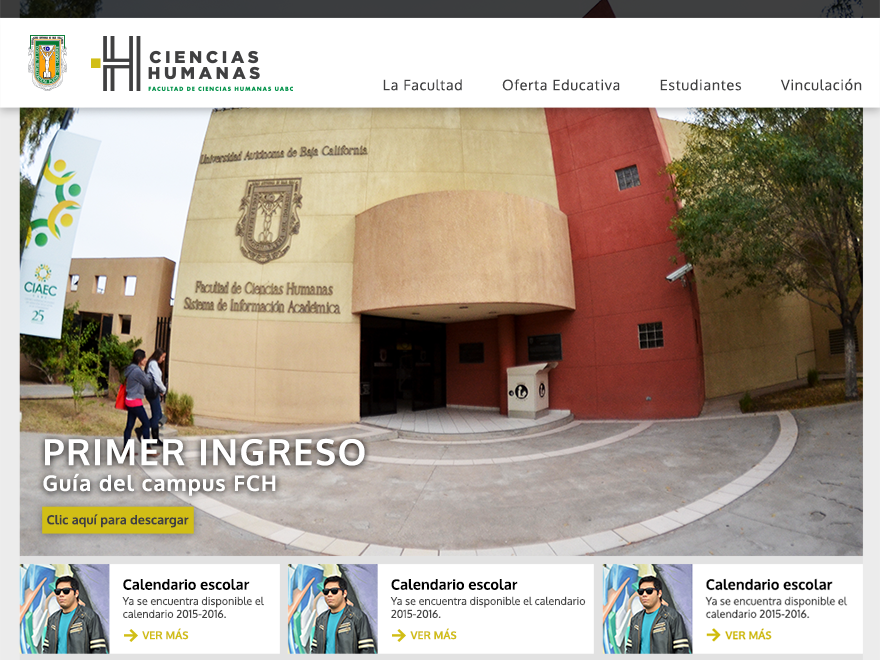 CIENCIAS
HUMANAS
FACULTAD DE CIENCIAS HUMANAS UABC
La Facultad
Oferta Educativa
Estudiantes
Vinculación
Universidad Autónoma de Baja California
Facultad de Ciencias Humanas
Sistema de Información Académica
CIAEC
25
PRIMER INGRESO
Guía del campus FCH
Clic aquí para descargar
Calendario escolar
Ya se encuentra disponible el
calendario 2015-2016.
VER MÁS
Calendario escolar
Ya se encuentra disponible el calendario
2015-2016.
VER MÁS
Calendario escolar
Ya se encuentra disponible el
calendario 2015-2016.
VER MÁS